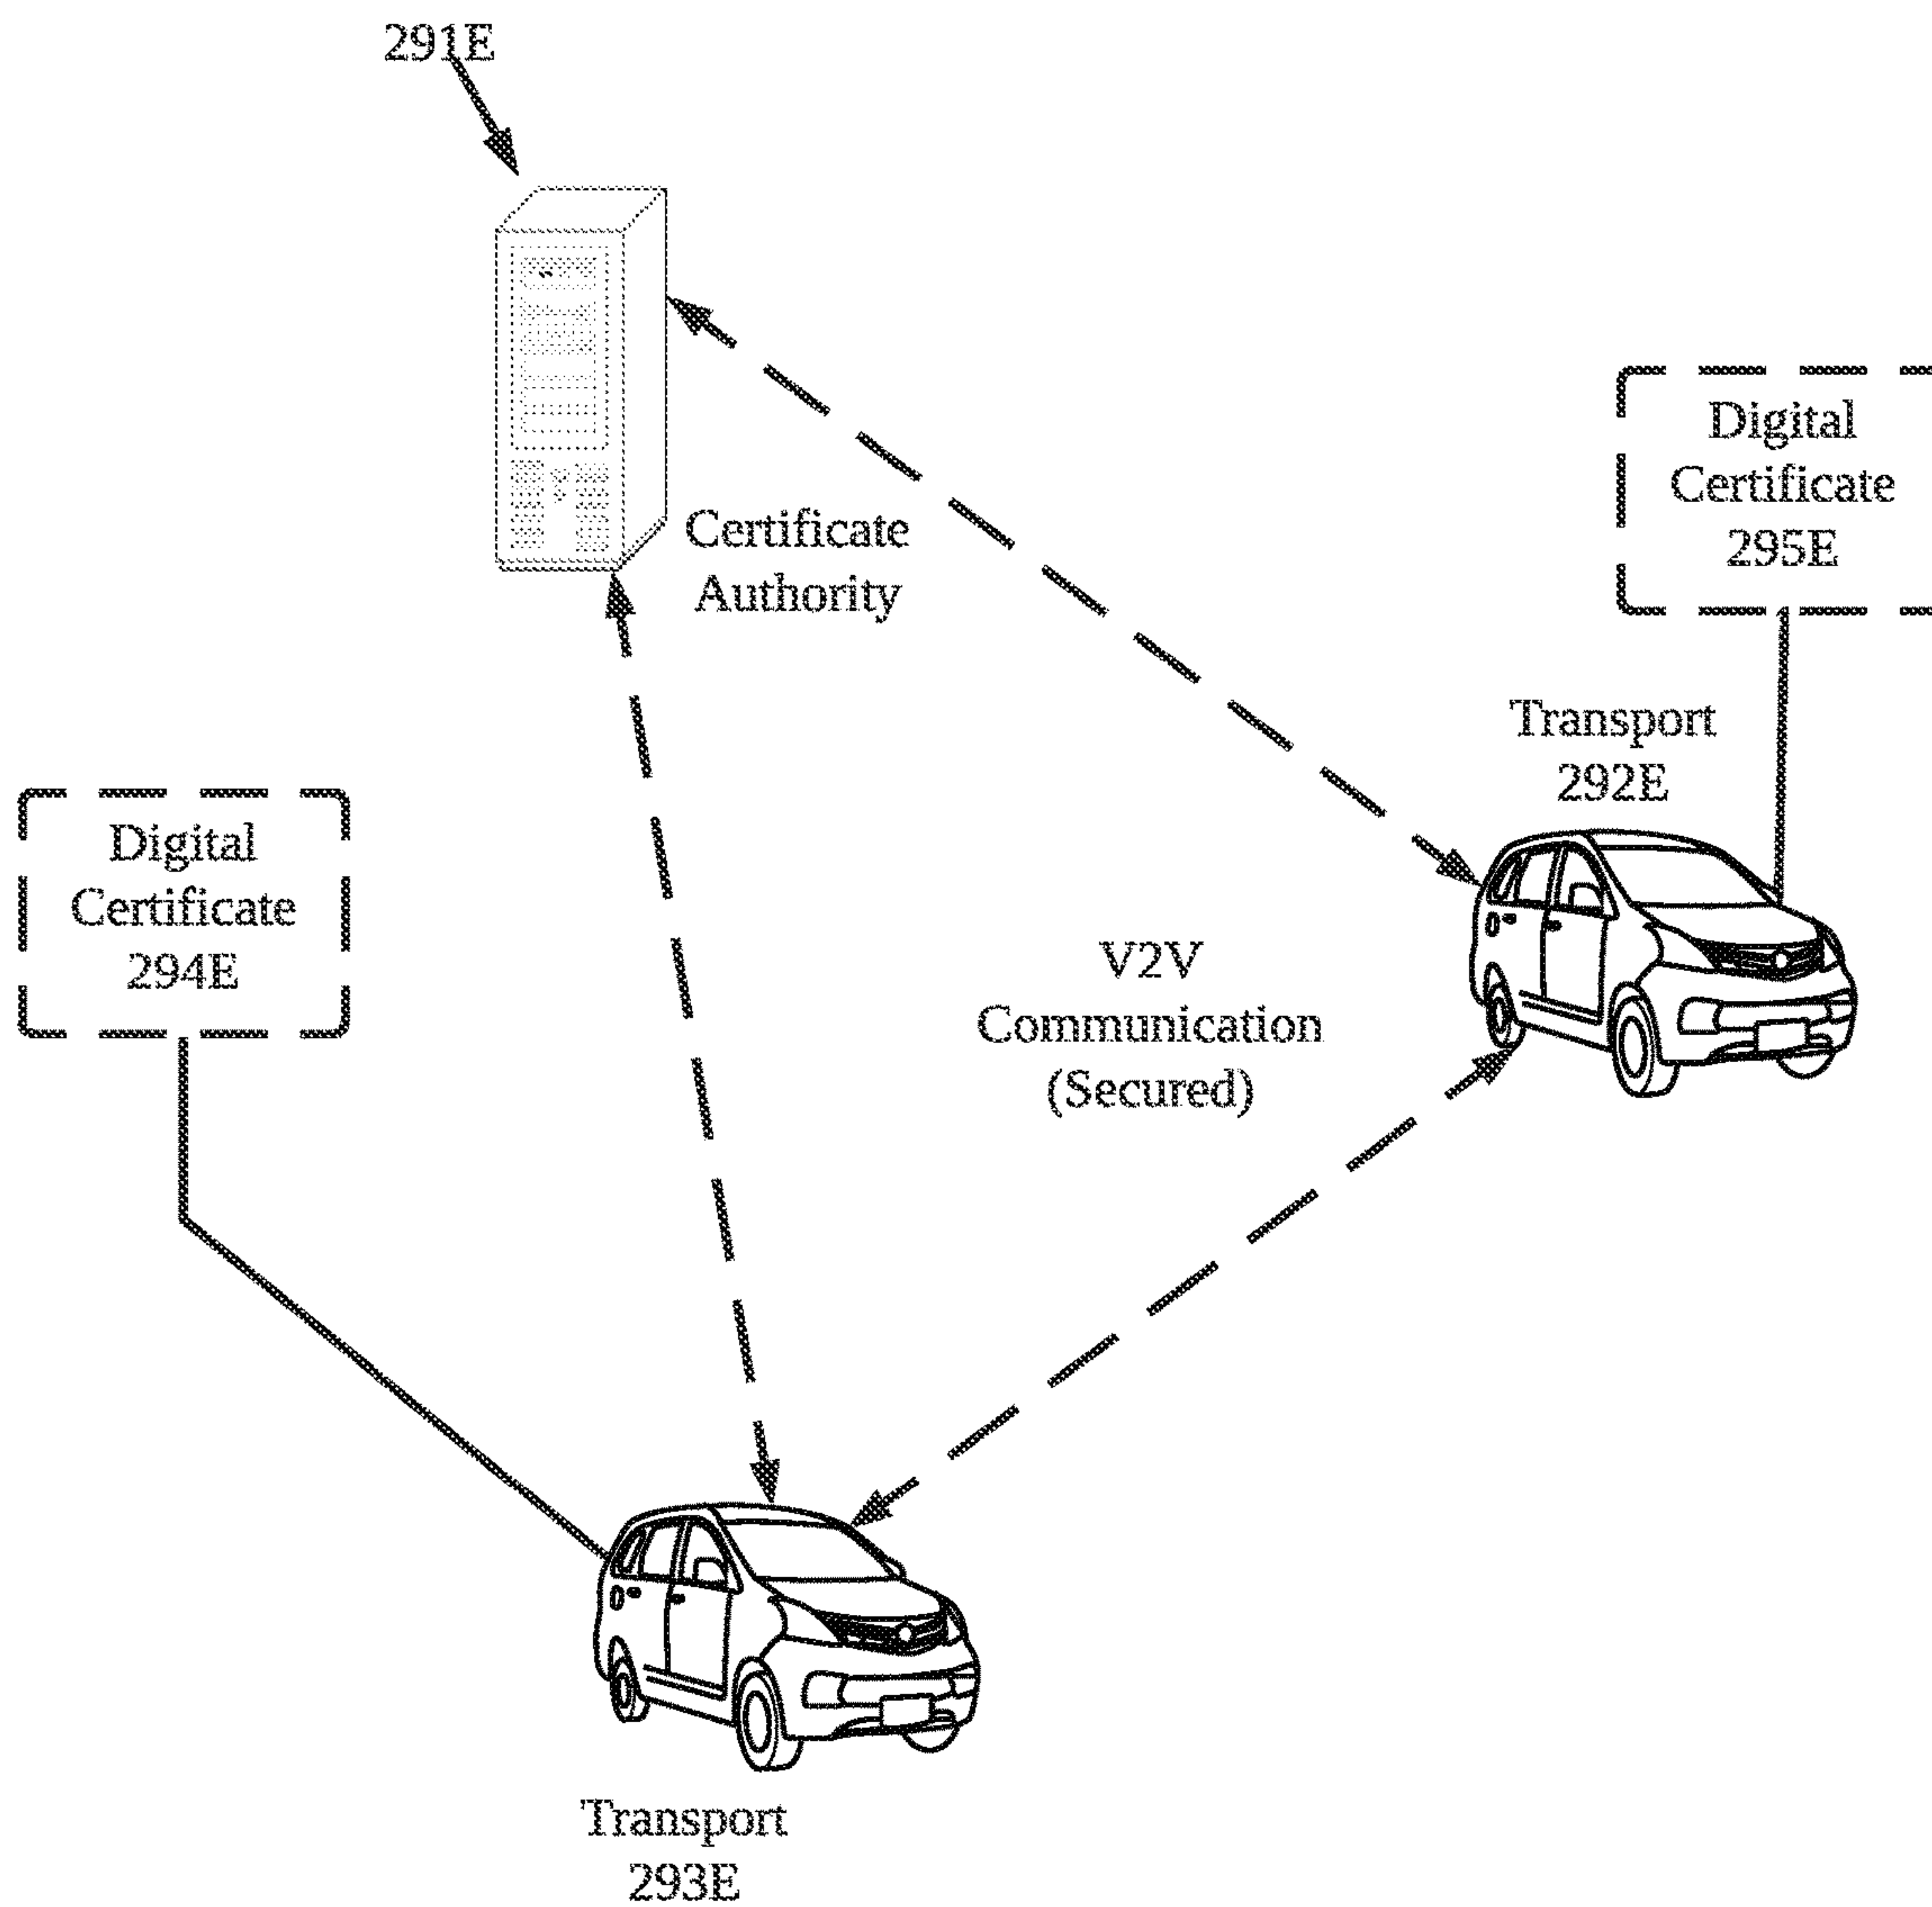 291E
Certificate
Authority
Digital
Certificate
295E
Transport
292E
Digital
Certificate
294E
V2V
Communication
(Secured)
Transport
293E